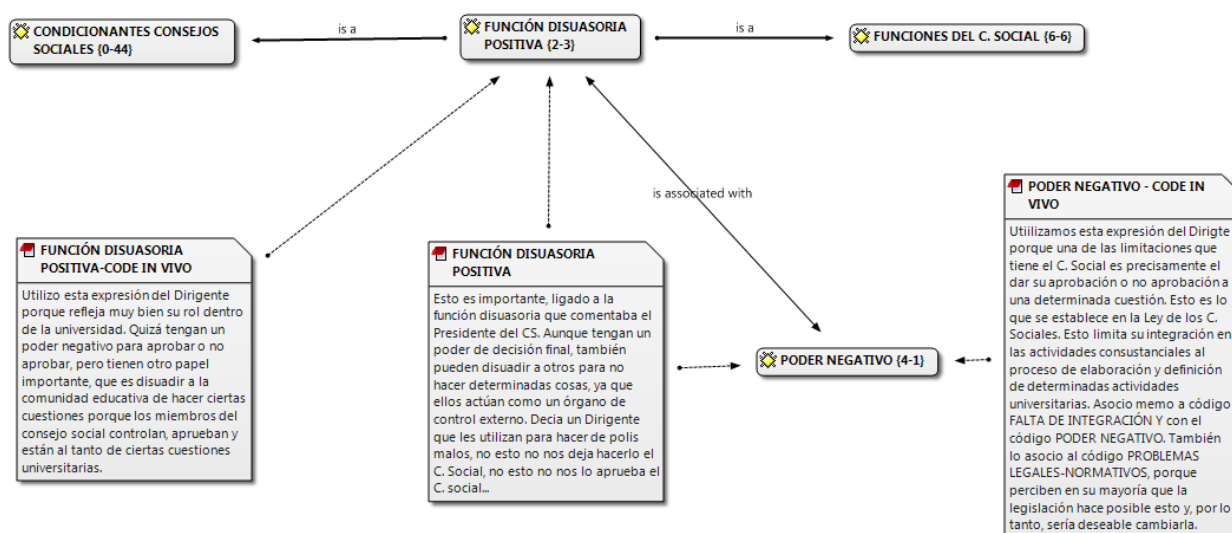 CONDICIONANTES CONSEJOS
SOCIALES {0-44}
is a
FUNCIÓN DISUASORIA
POSITIVA {2-3}
is a
FUNCIONES DEL C. SOCIAL {6-6}
is associated with
FUNCIÓN DISUASORIA
POSITIVA-CODE IN VIVO
Utilizo esta expresión del Dirigente
porque refleja muy bien su rol dentro
de la universidad. Quizá tengan un
poder negativo para aprobar o no
aprobar, pero tienen otro papel
importante, que es disuadir a la
comunidad educativa de hacer ciertas
cuestiones porque los miembros del
consejo social controlan, aprueban y
están al tanto de ciertas cuestiones
universitarias.
FUNCIÓN DISUASORIA
POSITIVA
Esto es importante, ligado a la
función disuasoria que comentaba el
Presidente del CS. Aunque tengan un
poder de decisión final, también
pueden disuadir a otros para no
hacer determinadas cosas, ya que
ellos actúan como un órgano de
control externo. Decia un Dirigente
que les utilizan para hacer de polis
malos, no esto no nos deja hacerlo el
C. Social, no esto no nos lo aprueba el
C. social...
PODER NEGATIVO {4-1}
PODER NEGATIVO - CODE IN
VIVO
Utiilizamos esta expresión del Dirigte
porque una de las limitaciones que
tiene el C. Social es precisamente el
dar su aprobación o no aprobación a
una determinada cuestión. Esto es lo
que se establece en la Ley de los C.
Sociales. Esto limita su integración en
las actividades consustanciales al
proceso de elaboración y definición
de determinadas actividades
universitarias. Asocio memo a código
FALTA DE INTEGRACIÓN Y con el
código PODER NEGATIVO. También
lo asocio al código PROBLEMAS
LEGALES-NORMATIVOS, porque
perciben en su mayoría que la
legislación hace posible esto y, por lo
tanto, sería deseable cambiarla.